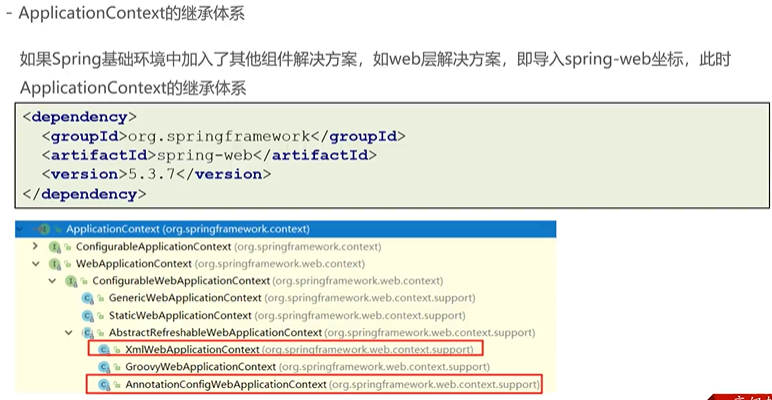 - ApplicationContext的继承体系
如果Spring基础环境中加入了其他组件解决方案，如web层解决方案，即导入spring-web坐标，此时
ApplicationContext的继承体系
<dependency>
<groupId>org.springframework</groupId>
<artifactId>spring-web</artifactId>
<version>5.3.7</version>
</dependency>
ApplicationContext (org.springframework.context)
ConfigurableApplicationContext (org.springframework.context)
WebApplicationContext (org.springframework.web.context)
ConfigurableWebApplicationContext (org.springframework.web.context)
GenericWebApplicationContext (org.springframework.web.context.support)
StaticWebApplicationContext (org.springframework.web.context.support)
AbstractRefreshableWebApplicationContext (org.springframework.web.context.support)
XmlWebApplicationContext (org.springframework.web.context.support)
GroovyWebApplicationContext (org.springframework.web.context.support)
AnnotationConfigWebApplicationContext (org.springframework.web.context.support)